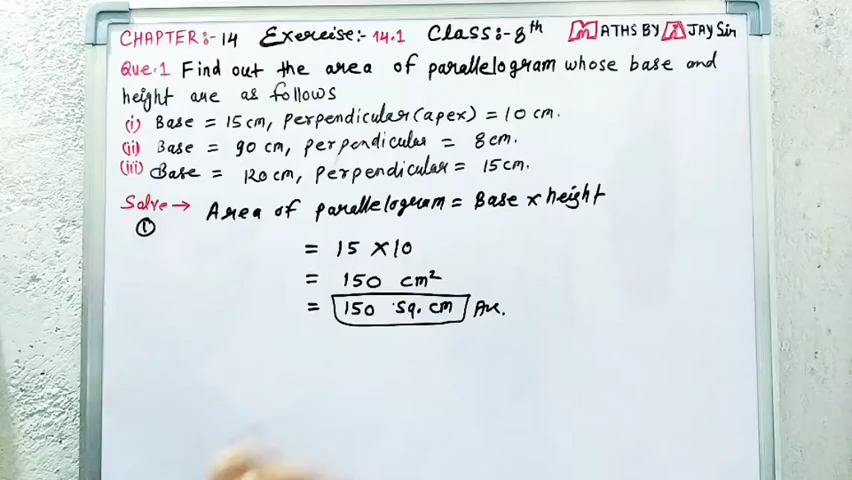 CHAPTER:- 14 Exercise:- 14.1 Class:- 8th MATHS BY AJAY Sir
Que.1 Find out the area of parallelogram whose base and
height are as follows
(i) Base = 15 cm, perpendicular (apex) = 10 cm.
(ii) Base = 90 cm, perpendicular = 8 cm.
(iii) Base = 120 cm, perpendicular = 15 cm.
Solve → Area of parallelogram = Base × height
①
= 15 × 10
= 150 cm²
= 150 sq. cm Ans.